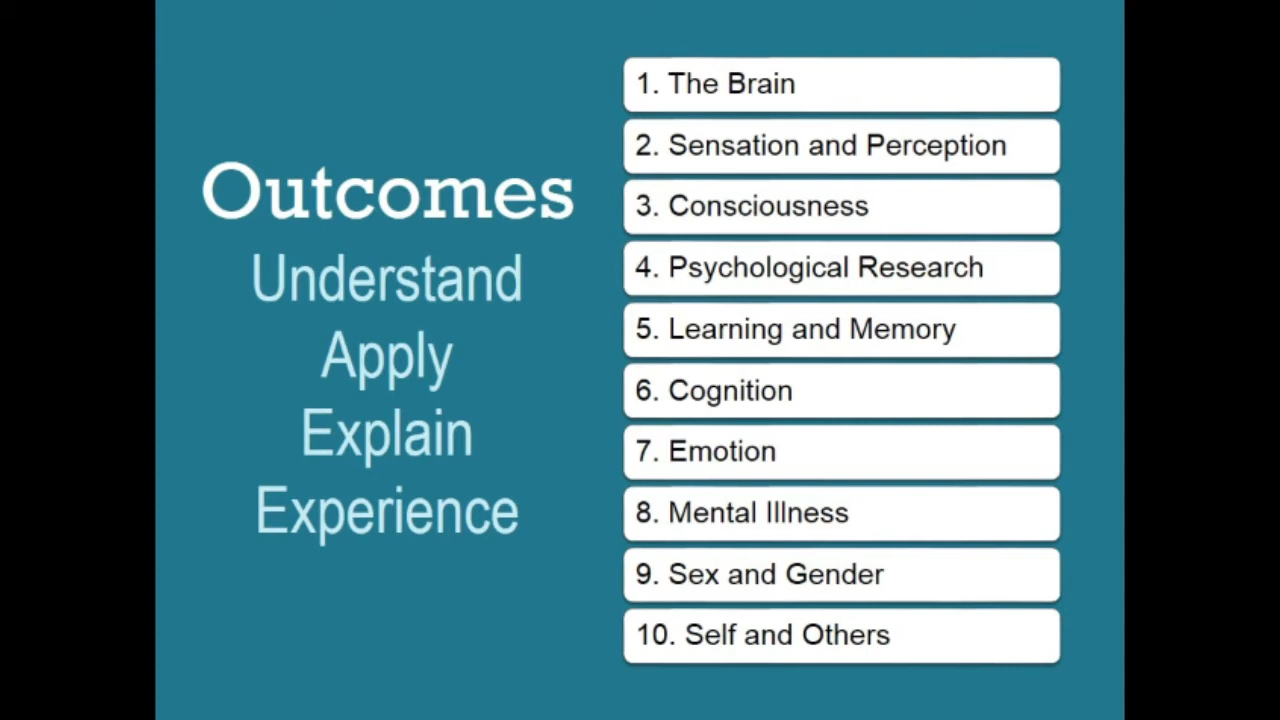 Outcomes
Understand
Apply
Explain
Experience
1. The Brain
2. Sensation and Perception
3. Consciousness
4. Psychological Research
5. Learning and Memory
6. Cognition
7. Emotion
8. Mental Illness
9. Sex and Gender
10. Self and Others